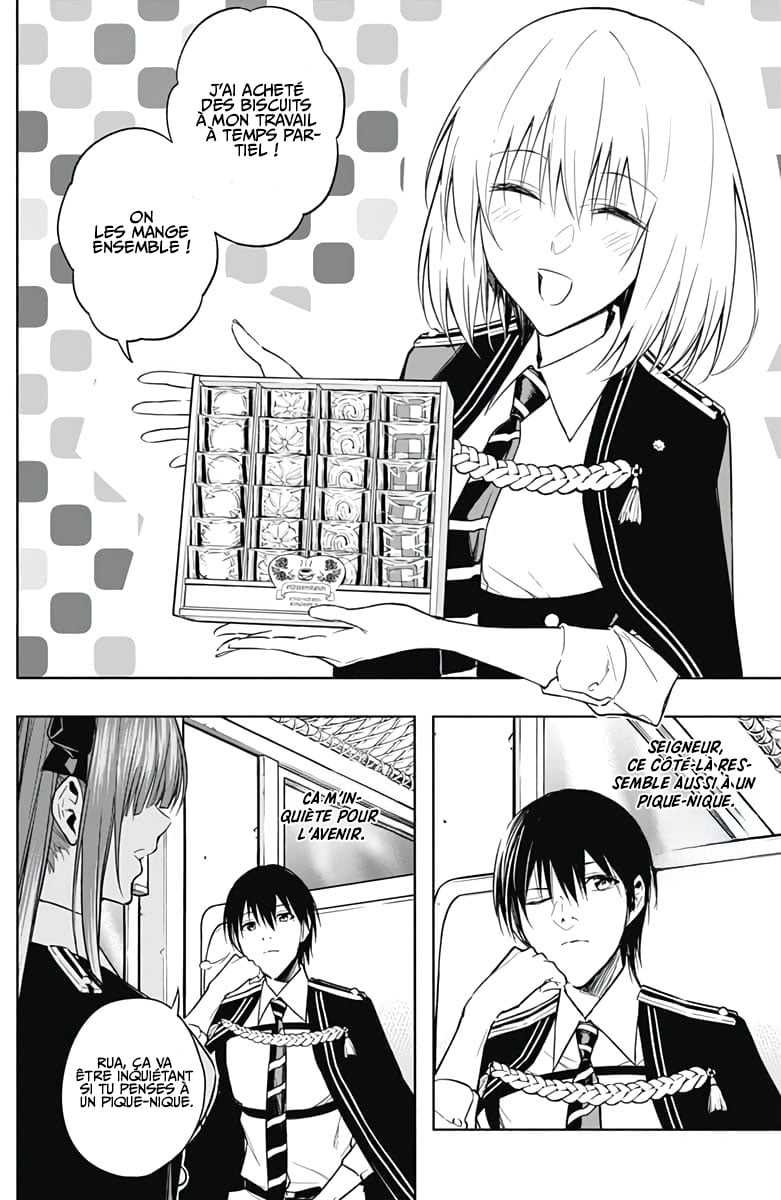 J'AI ACHETÉ
DES BISCUITS
À MON TRAVAIL
À TEMPS PAR-
TIEL !
ON
LES MANGE
ENSEMBLE !
SEIGNEUR,
CE CÔTÉ-LÀ RES-
SEMBLE AUSSI À UN
PIQUE-NIQUE.
CA M'IN-
QUIÈTE POUR
L'AVENIR.
RUA, ÇA VA
ÊTRE INQUIÉTANT
SI TU PENSES À
UN PIQUE-NIQUE.